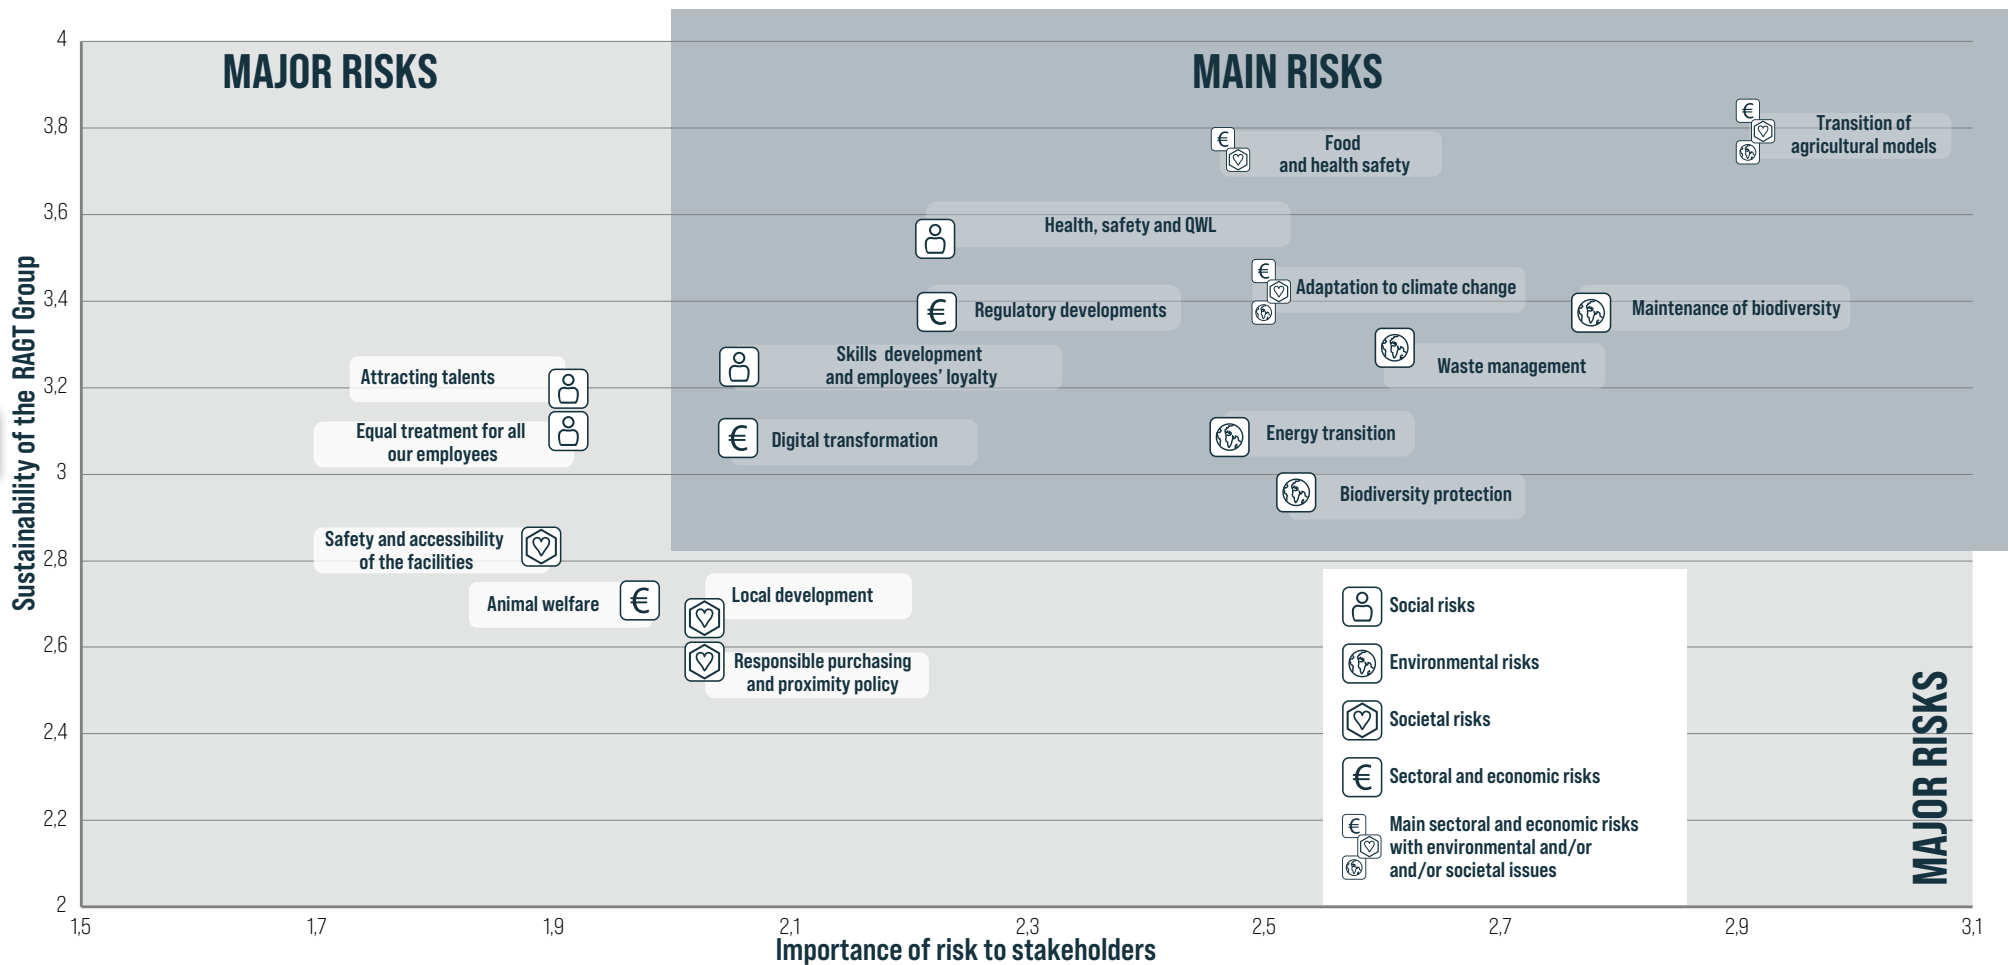 MAJOR RISKS
MAIN RISKS
Sustainability of the RAGT Group
4
3,8
3,6
3,4
3,2
3
2,8
2,6
2,4
2,2
2
€
Transition of
agricultural models
€
Food
and health safety
Health, safety and QWL
€
Adaptation to climate change
€
Regulatory developments
Maintenance of biodiversity
Waste management
Skills development
and employees’ loyalty
Attracting talents
Equal treatment for all
our employees
€
Digital transformation
Energy transition
Biodiversity protection
Safety and accessibility
of the facilities
Animal welfare
€
Local development
Responsible purchasing
and proximity policy
Social risks
Environmental risks
Societal risks
€
Sectoral and economic risks
€
Main sectoral and economic risks
with environmental and/or
and/or societal issues
MAJOR RISKS
1,5
1,7
1,9
2,1
2,3
2,5
2,7
2,9
3,1
Importance of risk to stakeholders